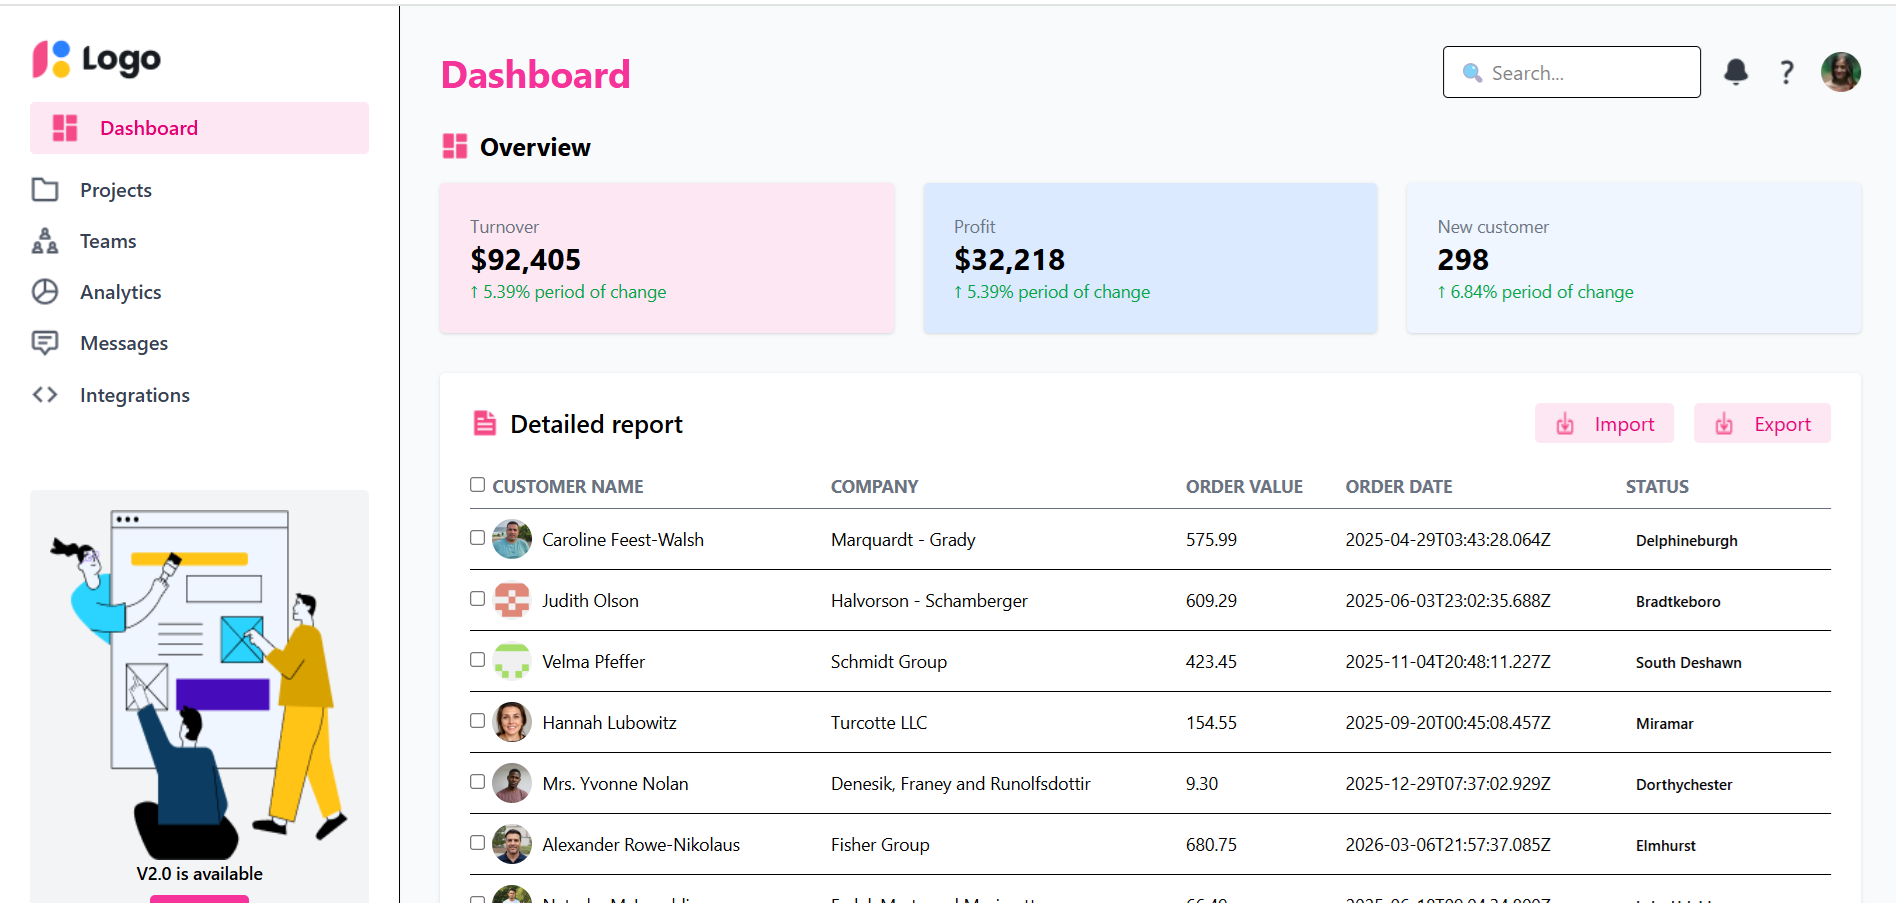 Logo
Dashboard
Projects
Teams
Analytics
Messages
Integrations
V2.0 is available
Dashboard
Search...
?
Overview
Turnover
$92,405
↑ 5.39% period of change
Profit
$32,218
↑ 5.39% period of change
New customer
298
↑ 6.84% period of change
Detailed report
Import
Export
CUSTOMER NAME COMPANY ORDER VALUE ORDER DATE STATUS
Caroline Feest-Walsh Marquardt - Grady 575.99 2025-04-29T03:43:28.064Z Delphineburgh
Judith Olson Halvorson - Schamberger 609.29 2025-06-03T23:02:35.688Z Bradtkeboro
Velma Pfeffer Schmidt Group 423.45 2025-11-04T20:48:11.227Z South Deshawn
Hannah Lubowitz Turcotte LLC 154.55 2025-09-20T00:45:08.457Z Miramar
Mrs. Yvonne Nolan Denesik, Franey and Runolfsdottir 9.30 2025-12-29T07:37:02.929Z Dorthychester
Alexander Rowe-Nikolaus Fisher Group 680.75 2026-03-06T21:57:37.085Z Elmhurst